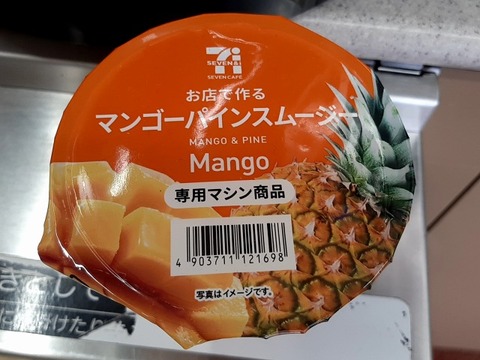 7i
SEVEN & i
SEVEN CAFÉ
お店で作る
マンゴーパインスムージー
MANGO & PINE
Mango
専用マシン商品
4 903711 121698
写真はイメージです。